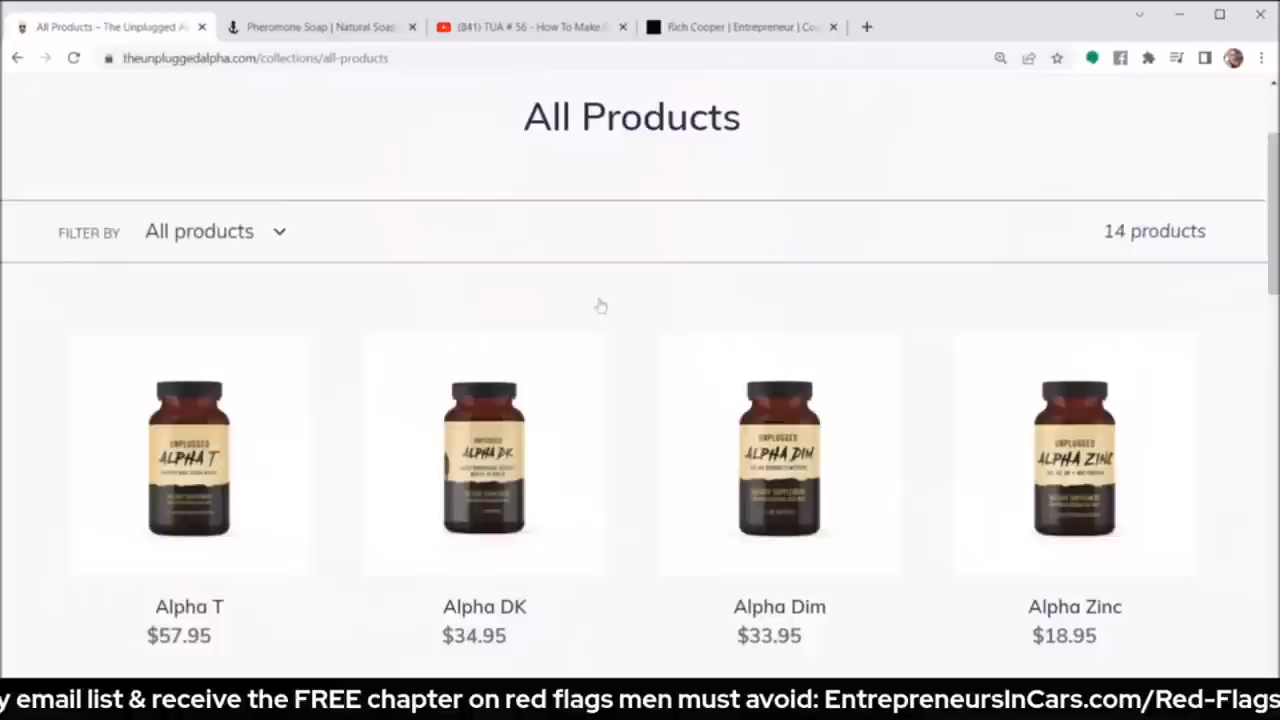 All Products – The Unplugged A
Pheromone Soap | Natural Soap
(841) TUA # 56 - How To Make
Rich Cooper | Entrepreneur | Co
theunpluggedalpha.com/collections/all-products
All Products
FILTER BY All products 14 products
UNPLUGGED UNPLUGGED UNPLUGGED UNPLUGGED
ALPHA T ALPHA DK ALPHA DIM ALPHA ZINC
DIETARY SUPPLEMENT
Alpha T Alpha DK Alpha Dim Alpha Zinc
$57.95 $34.95 $33.95 $18.95
y email list & receive the FREE chapter on red flags men must avoid: EntrepreneursInCars.com/Red-Flags